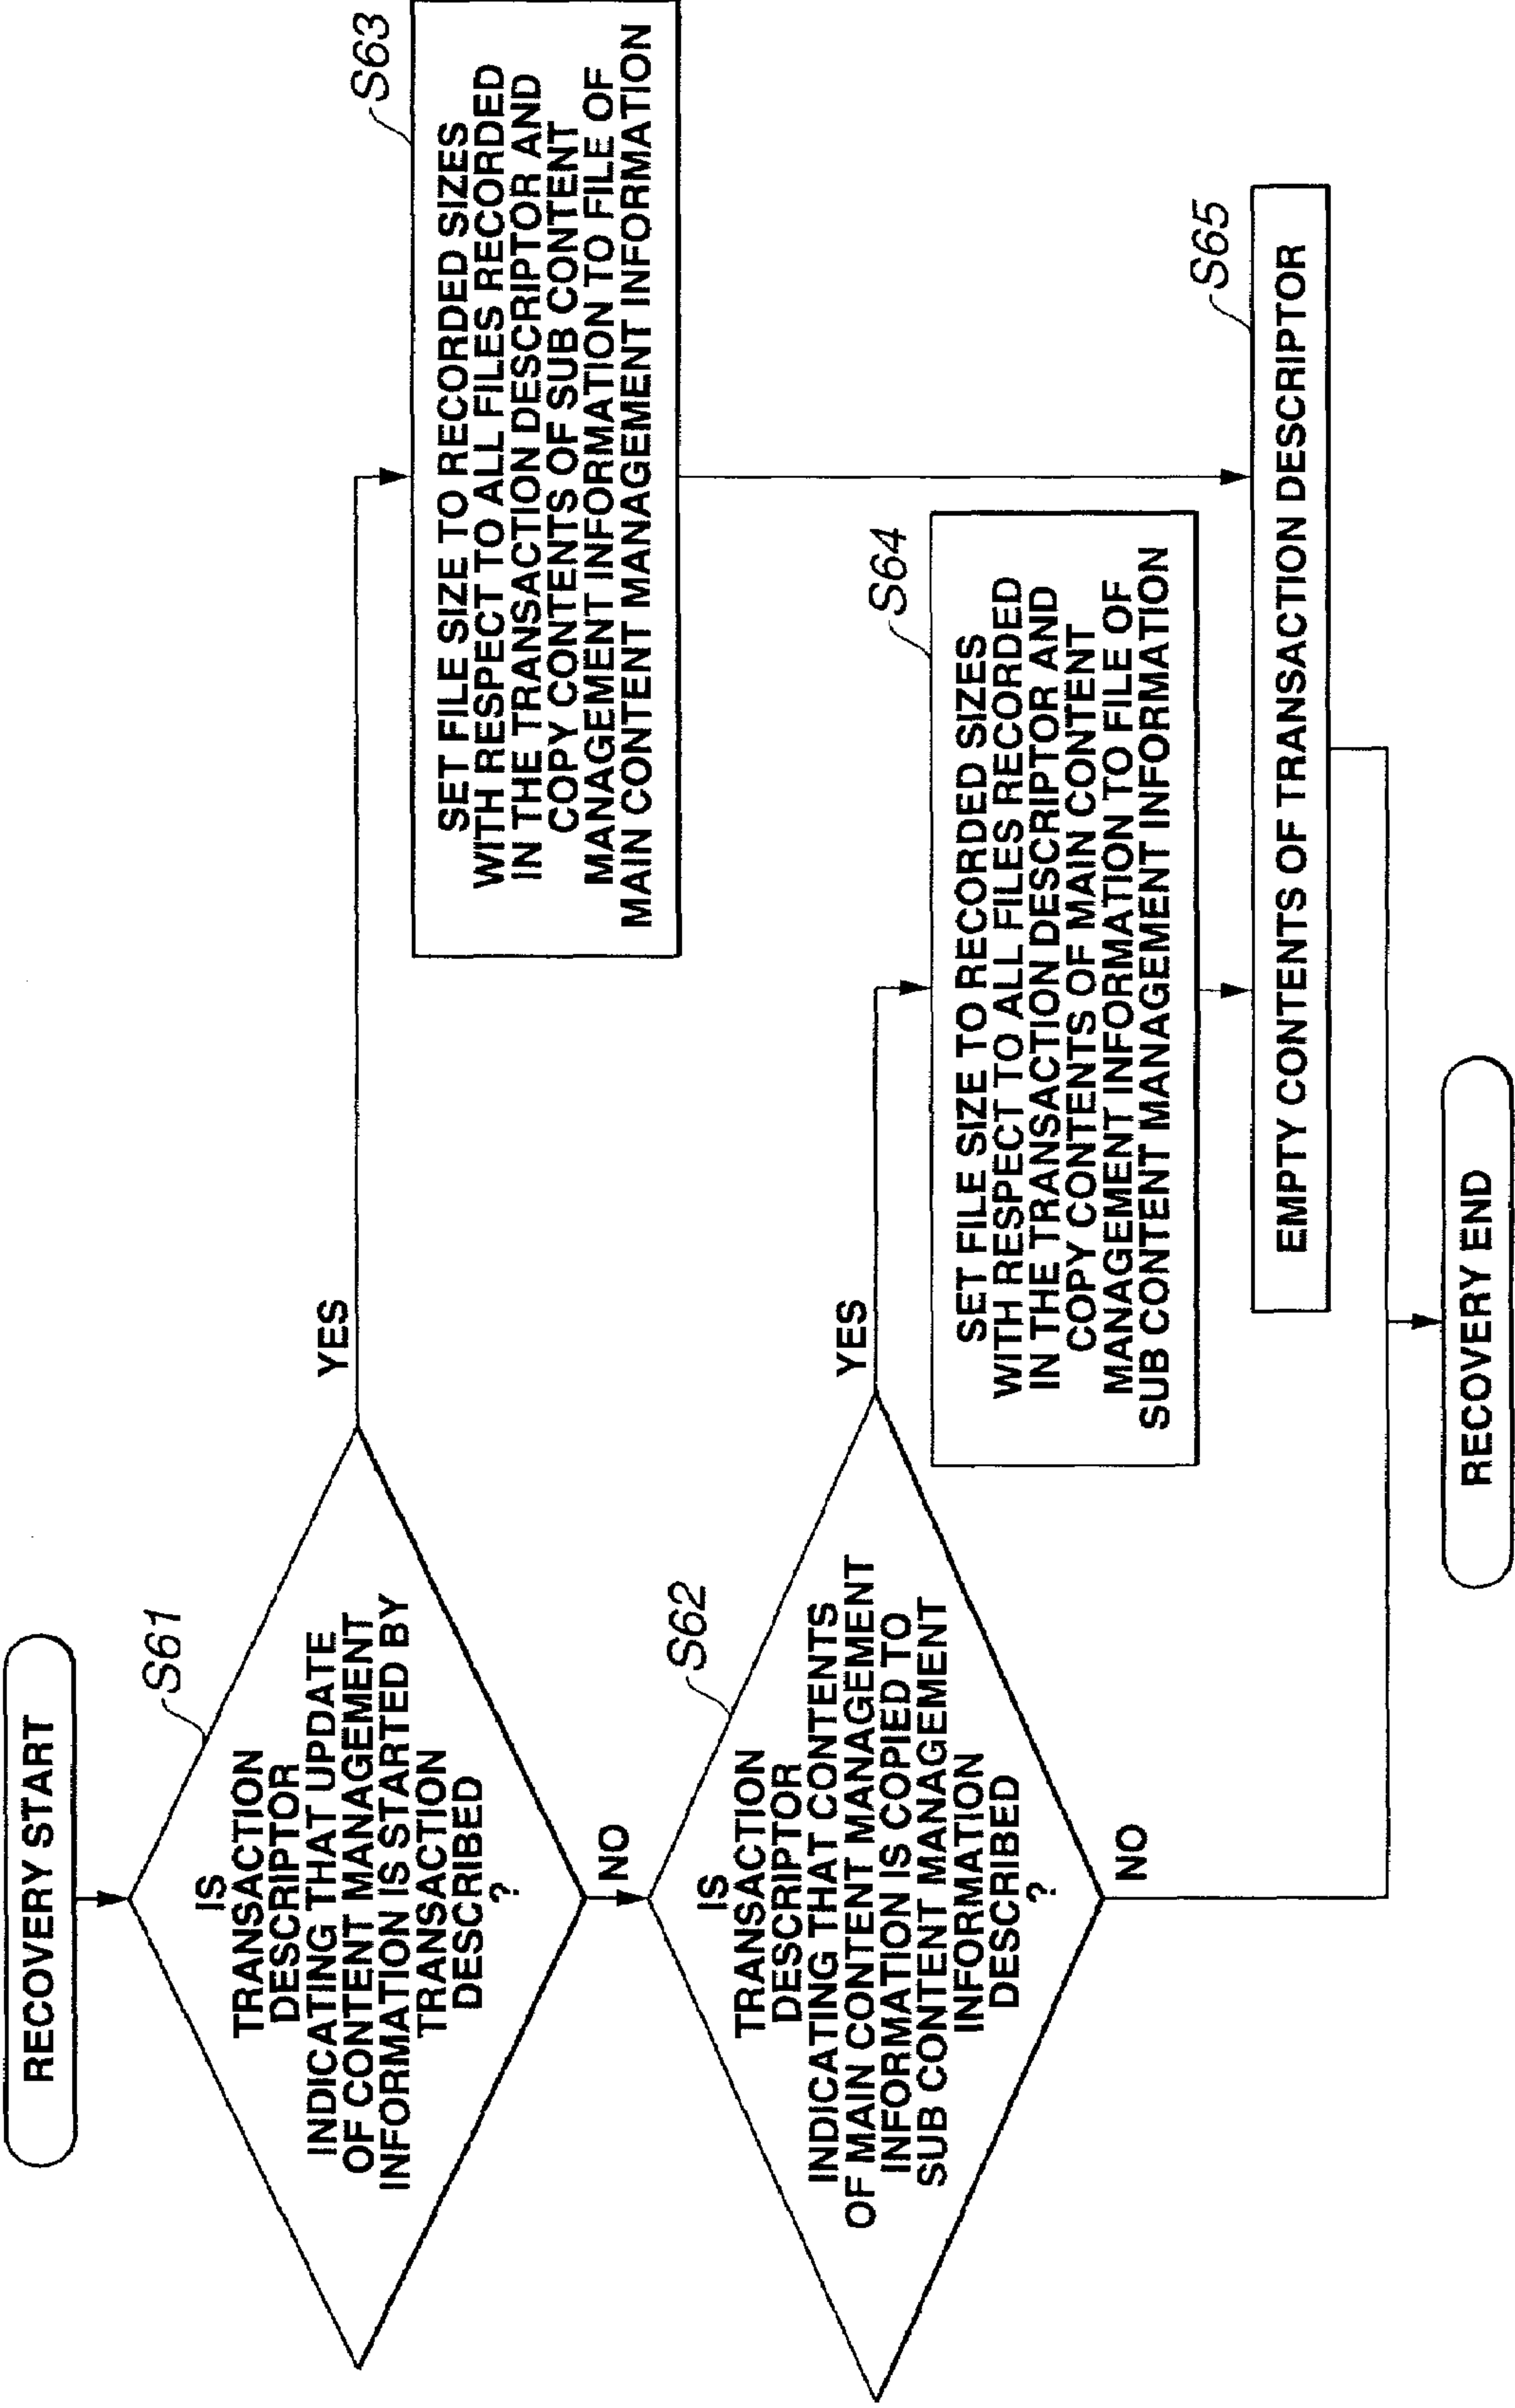 RECOVERY START
S61
IS
TRANSACTION
DESCRIPTOR
INDICATING THAT UPDATE
OF CONTENT MANAGEMENT
INFORMATION IS STARTED BY
TRANSACTION
DESCRIBED
?
YES
NO
S63
SET FILE SIZE TO RECORDED SIZES
WITH RESPECT TO ALL FILES RECORDED
IN THE TRANSACTION DESCRIPTOR AND
COPY CONTENTS OF SUB CONTENT
MANAGEMENT INFORMATION TO FILE OF
MAIN CONTENT MANAGEMENT INFORMATION
S62
IS
TRANSACTION
DESCRIPTOR
INDICATING THAT CONTENTS
OF MAIN CONTENT MANAGEMENT
INFORMATION IS COPIED TO
SUB CONTENT MANAGEMENT
INFORMATION
DESCRIBED
?
YES
NO
S64
SET FILE SIZE TO RECORDED SIZES
WITH RESPECT TO ALL FILES RECORDED
IN THE TRANSACTION DESCRIPTOR AND
COPY CONTENTS OF MAIN CONTENT
MANAGEMENT INFORMATION TO FILE OF
SUB CONTENT MANAGEMENT INFORMATION
S65
EMPTY CONTENTS OF TRANSACTION DESCRIPTOR
RECOVERY END